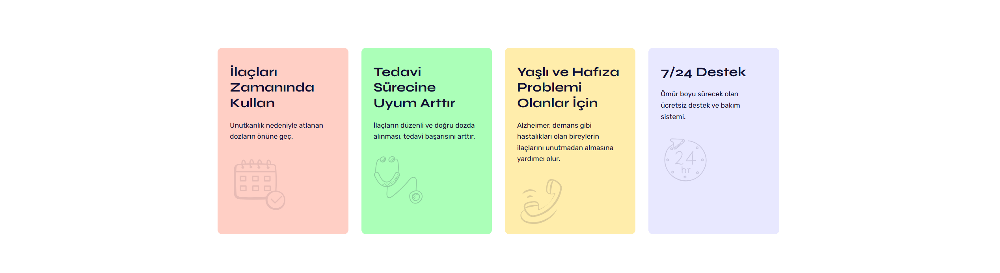 İlaçları
Zamanında
Kullan
Unutkanlık nedeniyle atlanan
dozların önüne geç.
Tedavi
Sürecine
Uyum Arttır
İlaçların düzenli ve doğru dozda
alınması, tedavi başarısını arttır.
Yaşlı ve Hafıza
Problemi
Olanlar İçin
Alzheimer, demans gibi
hastalıkları olan bireylerin
ilaçlarını unutmadan almasına
yardımcı olur.
7/24 Destek
Ömür boyu sürecek olan
ücretsiz destek ve bakım
sistemi.
24
hr